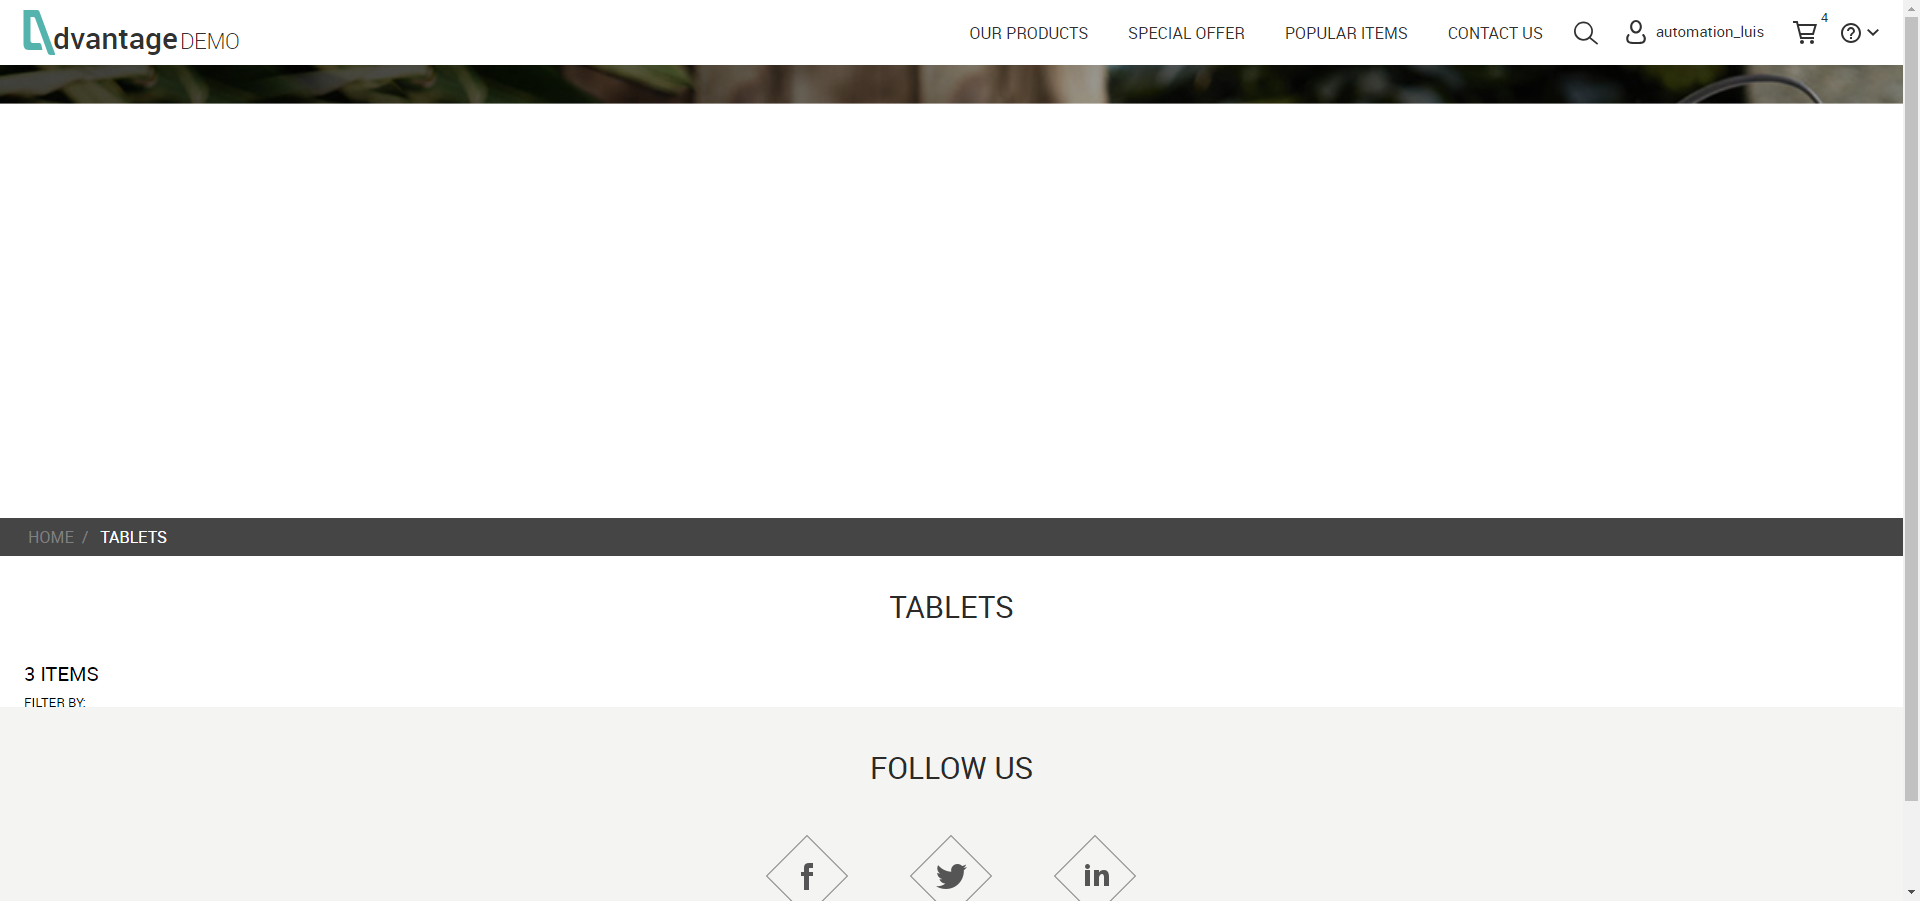 dvantage DEMO
OUR PRODUCTS
SPECIAL OFFER
POPULAR ITEMS
CONTACT US
automation_luis
4
HOME / TABLETS
TABLETS
3 ITEMS
FILTER BY:
FOLLOW US
f
in